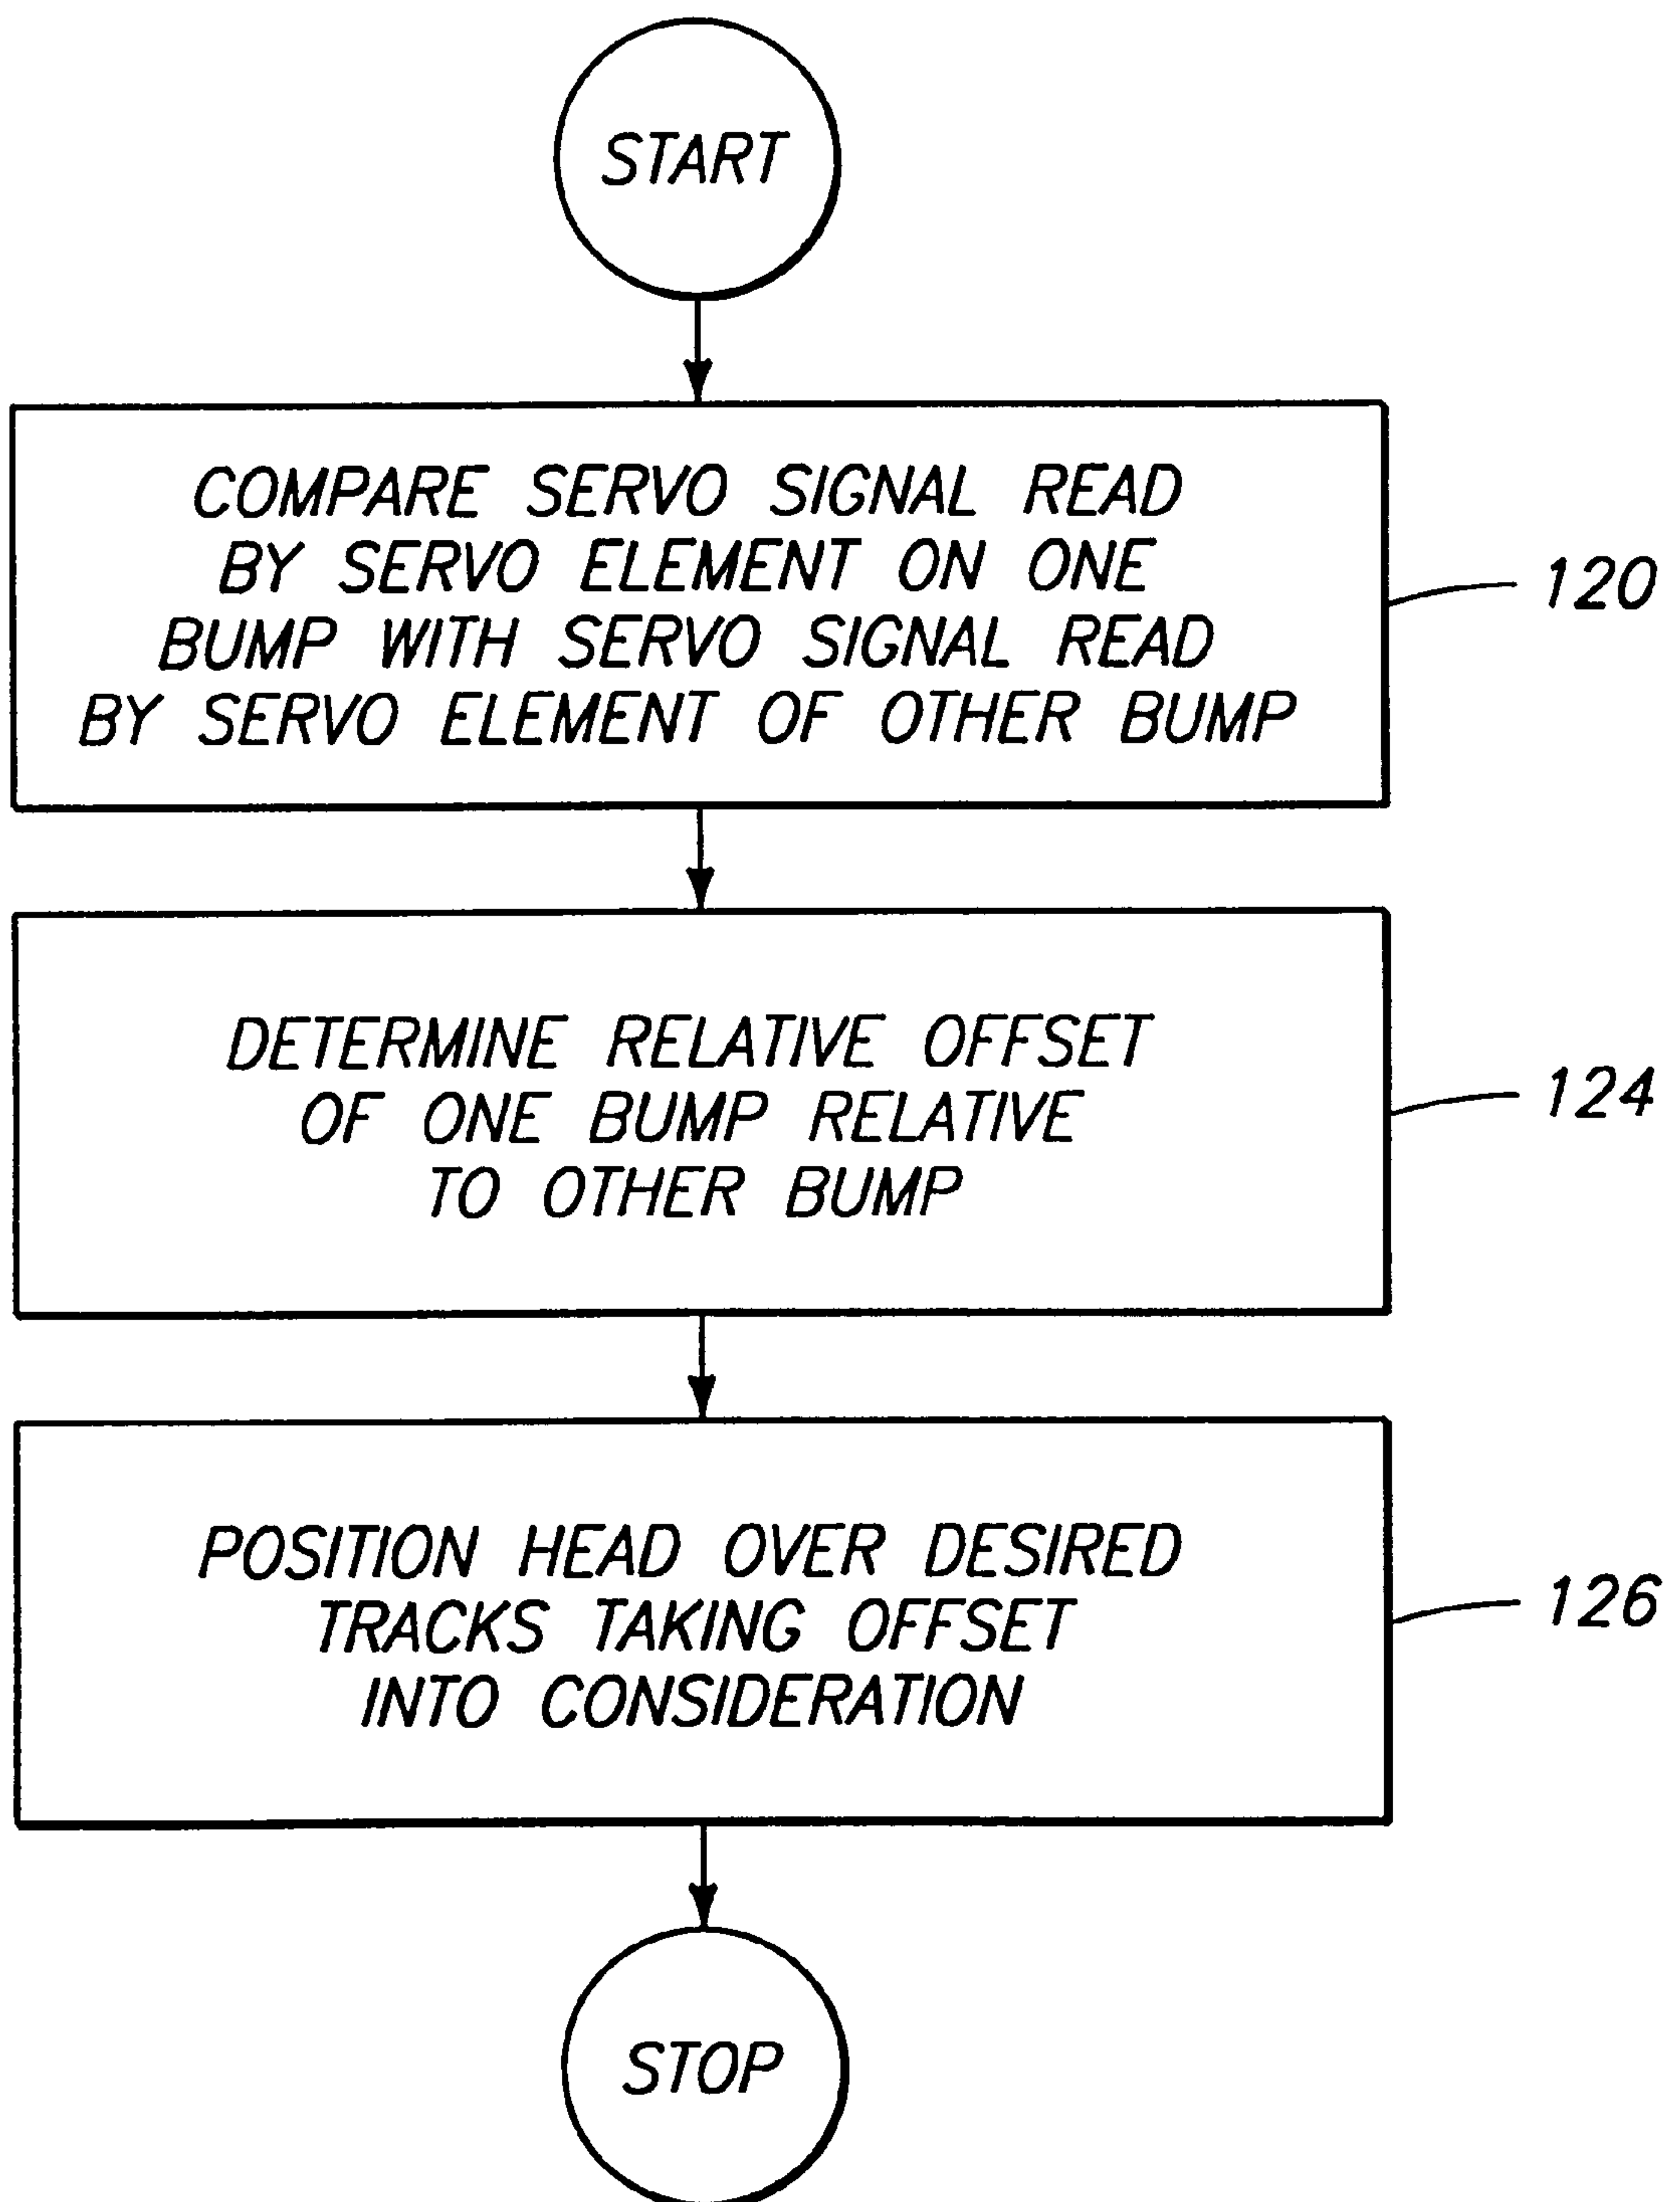 START
COMPARE SERVO SIGNAL READ
BY SERVO ELEMENT ON ONE
BUMP WITH SERVO SIGNAL READ
BY SERVO ELEMENT OF OTHER BUMP
120
DETERMINE RELATIVE OFFSET
OF ONE BUMP RELATIVE
TO OTHER BUMP
124
POSITION HEAD OVER DESIRED
TRACKS TAKING OFFSET
INTO CONSIDERATION
126
STOP